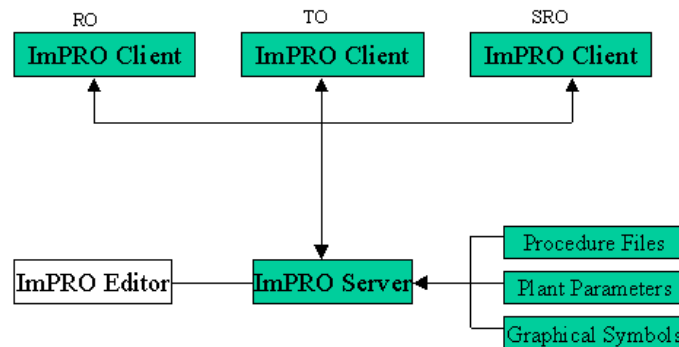 RO
TO
SRO
ImPRO Client
ImPRO Client
ImPRO Client
Procedure Files
ImPRO Editor
ImPRO Server
Plant Parameters
Graphical Symbols